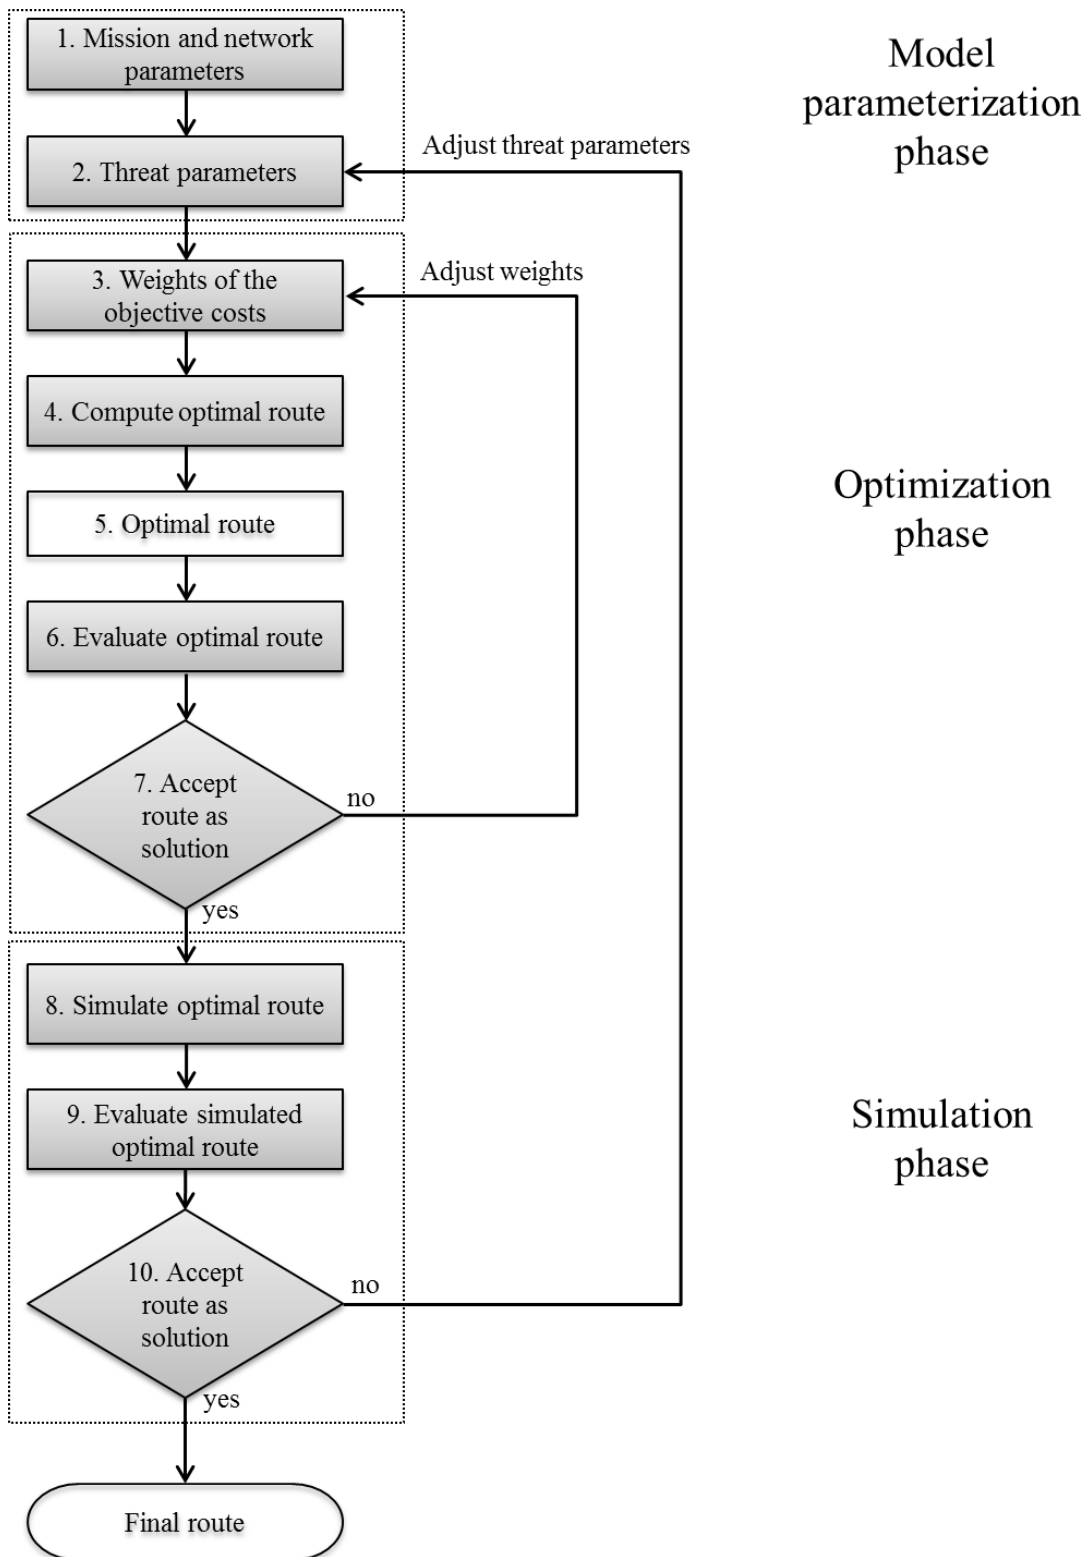 1. Mission and network
parameters
Model
parameterization
phase
Adjust threat parameters
2. Threat parameters
Adjust weights
3. Weights of the
objective costs
4. Compute optimal route
Optimization
phase
5. Optimal route
6. Evaluate optimal route
7. Accept
route as
solution
no
yes
8. Simulate optimal route
Simulation
phase
9. Evaluate simulated
optimal route
10. Accept
route as
solution
no
yes
Final route